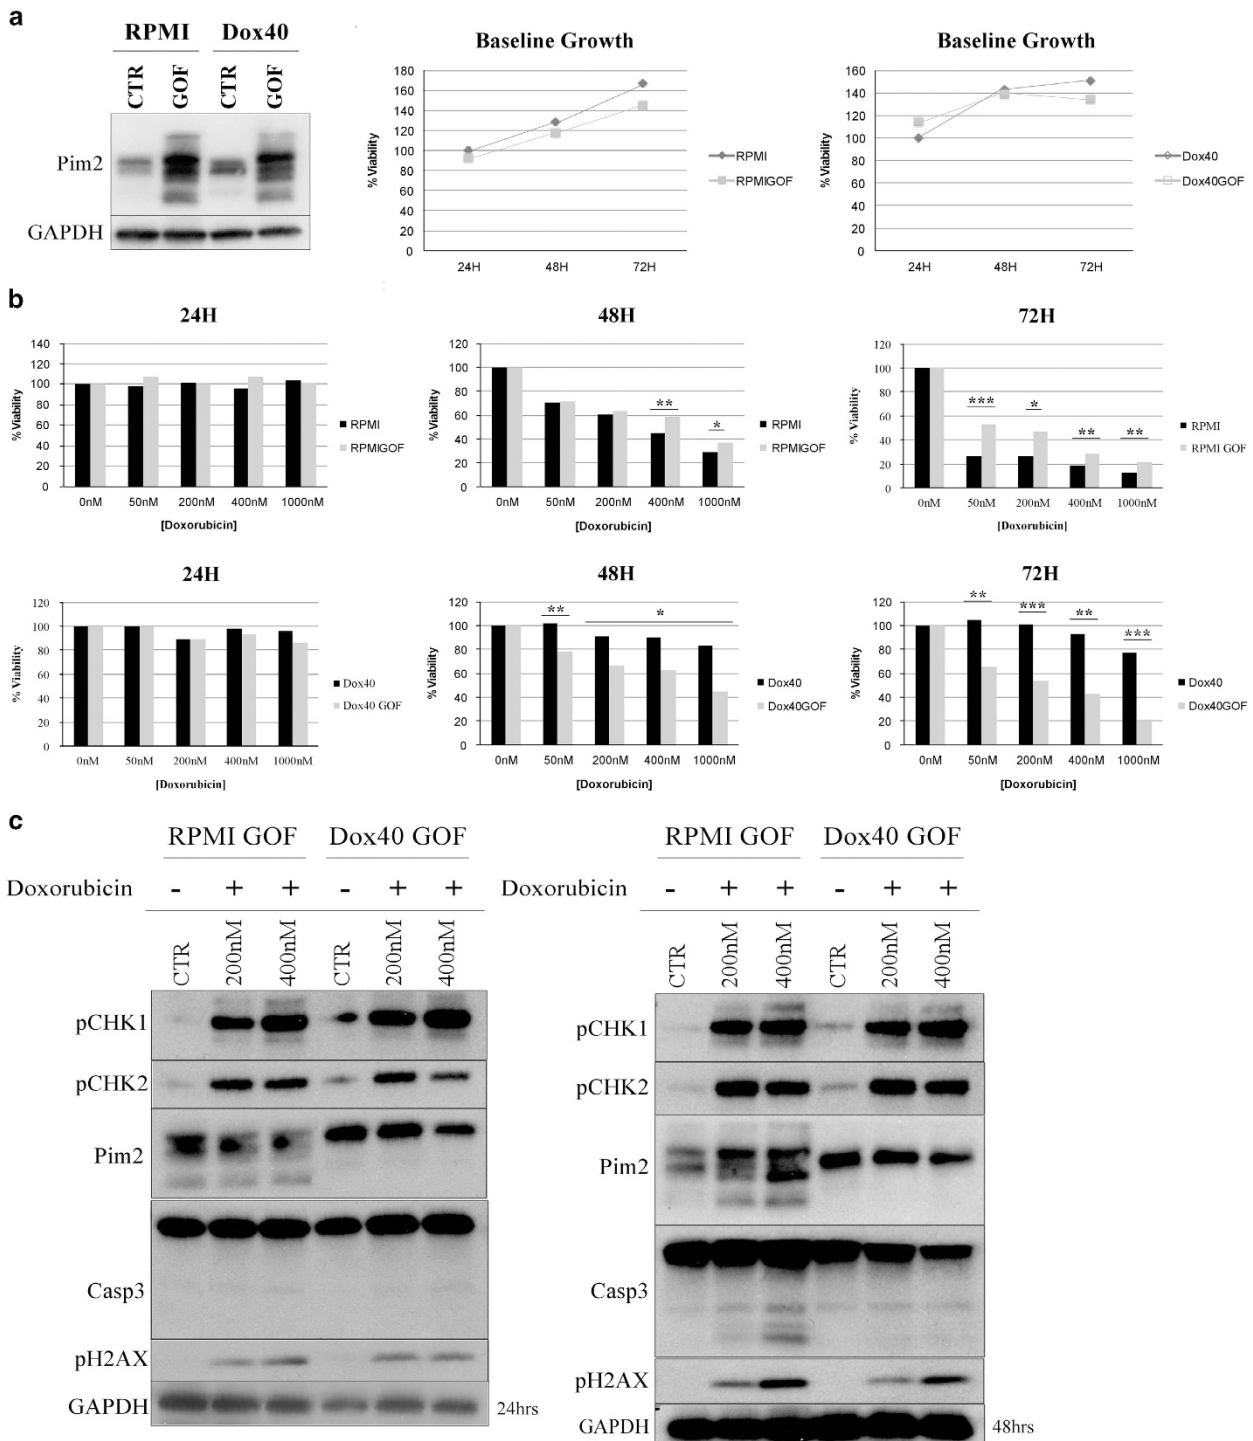 a
RPMI Dox40
CTR GOF CTR GOF
Pim2
GAPDH
Baseline Growth
% Viability
180
160
140
120
100
80
60
40
20
0
24H 48H 72H
RPMI
RPMIGOF
Baseline Growth
% Viability
160
140
120
100
80
60
40
20
0
24H 48H 72H
Dox40
Dox40GOF
b
24H
% Viability
140
120
100
80
60
40
20
0
0nM 50nM 200nM 400nM 1000nM
[Doxorubicin]
RPMI
RPMIGOF
48H
% Viability
120
100
80
60
40
20
0
** *
0nM 50nM 200nM 400nM 1000nM
[Doxorubicin]
RPMI
RPMIGOF
72H
% Viability
120
100
80
60
40
20
0
*** * ** **
0nM 50nM 200nM 400nM 1000nM
[Doxorubicin]
RPMI
RPMI GOF
24H
% Viability
120
100
80
60
40
20
0
0nM 50nM 200nM 400nM 1000nM
[Doxorubicin]
Dox40
Dox40 GOF
48H
% Viability
120
100
80
60
40
20
0
** *
0nM 50nM 200nM 400nM 1000nM
[Doxorubicin]
Dox40
Dox40GOF
72H
% Viability
120
100
80
60
40
20
0
** *** ** ***
0nM 50nM 200nM 400nM 1000nM
[Doxorubicin]
Dox40
Dox40GOF
c
RPMI GOF Dox40 GOF
Doxorubicin - + + - + +
CTR 200nM 400nM CTR 200nM 400nM
pCHK1
pCHK2
Pim2
Casp3
pH2AX
GAPDH
24hrs
RPMI GOF Dox40 GOF
Doxorubicin - + + - + +
CTR 200nM 400nM CTR 200nM 400nM
pCHK1
pCHK2
Pim2
Casp3
pH2AX
GAPDH
48hrs